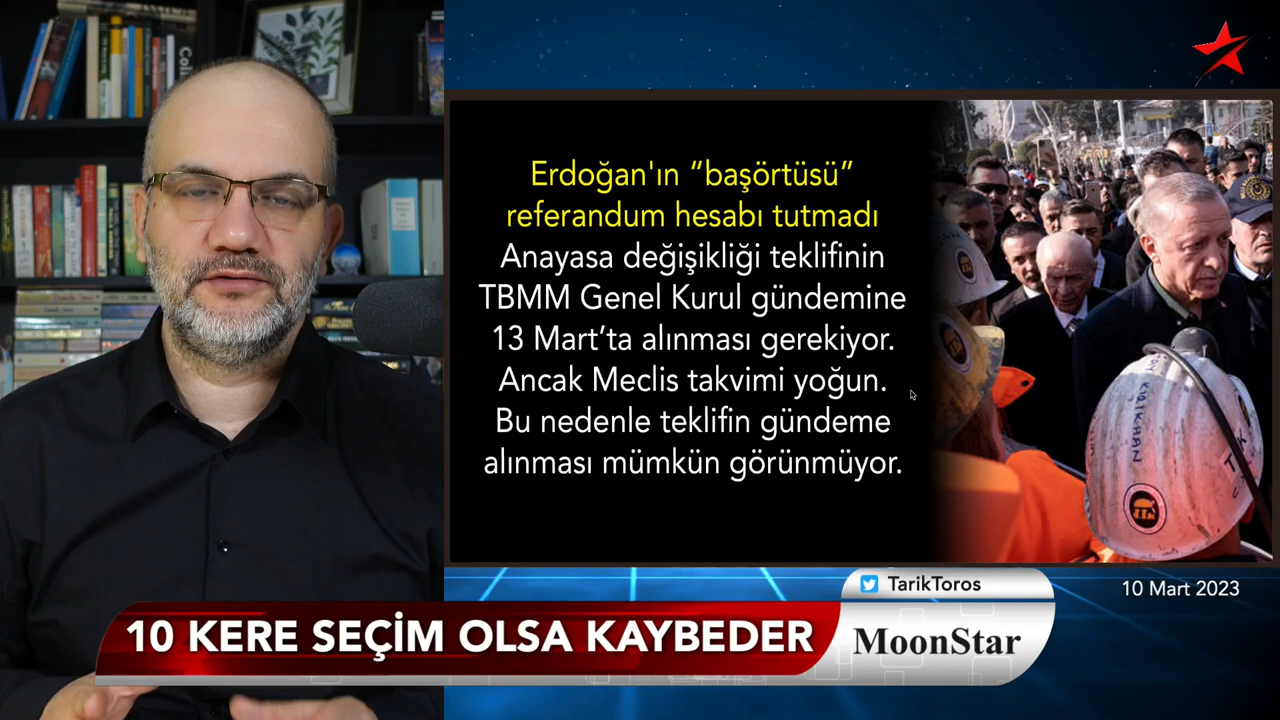 Erdoğan'ın “başörtüsü”
referandum hesabı tutmadı
Anayasa değişikliği teklifinin
TBMM Genel Kurul gündemine
13 Mart’ta alınması gerekiyor.
Ancak Meclis takvimi yoğun.
Bu nedenle teklifin gündeme
alınması mümkün görünmüyor.
KIRIKHAN
TarikToros
10 Mart 2023
10 KERE SEÇİM OLSA KAYBEDER
MoonStar